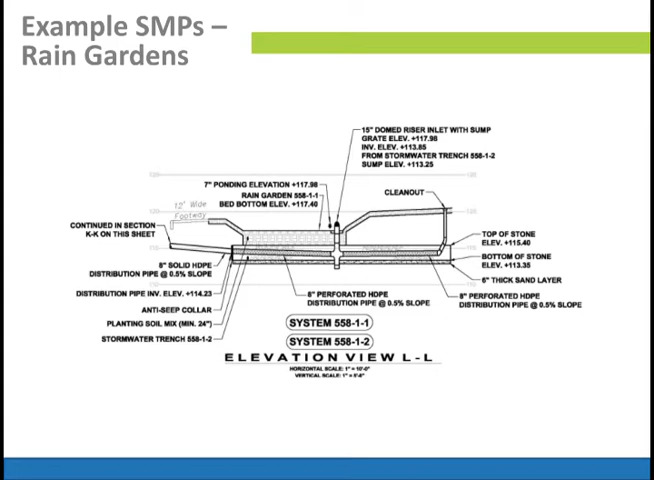 Example SMPs –
Rain Gardens
15" DOMED RISER INLET WITH SUMP
GRATE ELEV. +117.98
INV. ELEV. +113.85
FROM STORMWATER TRENCH 558-1-2
SUMP ELEV. +113.25
7" PONDING ELEVATION +117.98
RAIN GARDEN 558-1-1
BED BOTTOM ELEV. +117.40
CLEANOUT
12' Wide
Footway
CONTINUED IN SECTION
K-K ON THIS SHEET
TOP OF STONE
ELEV. +115.40
BOTTOM OF STONE
ELEV. +113.35
6" THICK SAND LAYER
8" SOLID HDPE
DISTRIBUTION PIPE @ 0.5% SLOPE
DISTRIBUTION PIPE INV. ELEV. +114.23
8" PERFORATED HDPE
DISTRIBUTION PIPE @ 0.5% SLOPE
8" PERFORATED HDPE
DISTRIBUTION PIPE @ 0.5% SLOPE
ANTI-SEEP COLLAR
PLANTING SOIL MIX (MIN. 24")
STORMWATER TRENCH 558-1-2
SYSTEM 558-1-1
SYSTEM 558-1-2
ELEVATION VIEW L-L
HORIZONTAL SCALE: 1" = 10'-0"